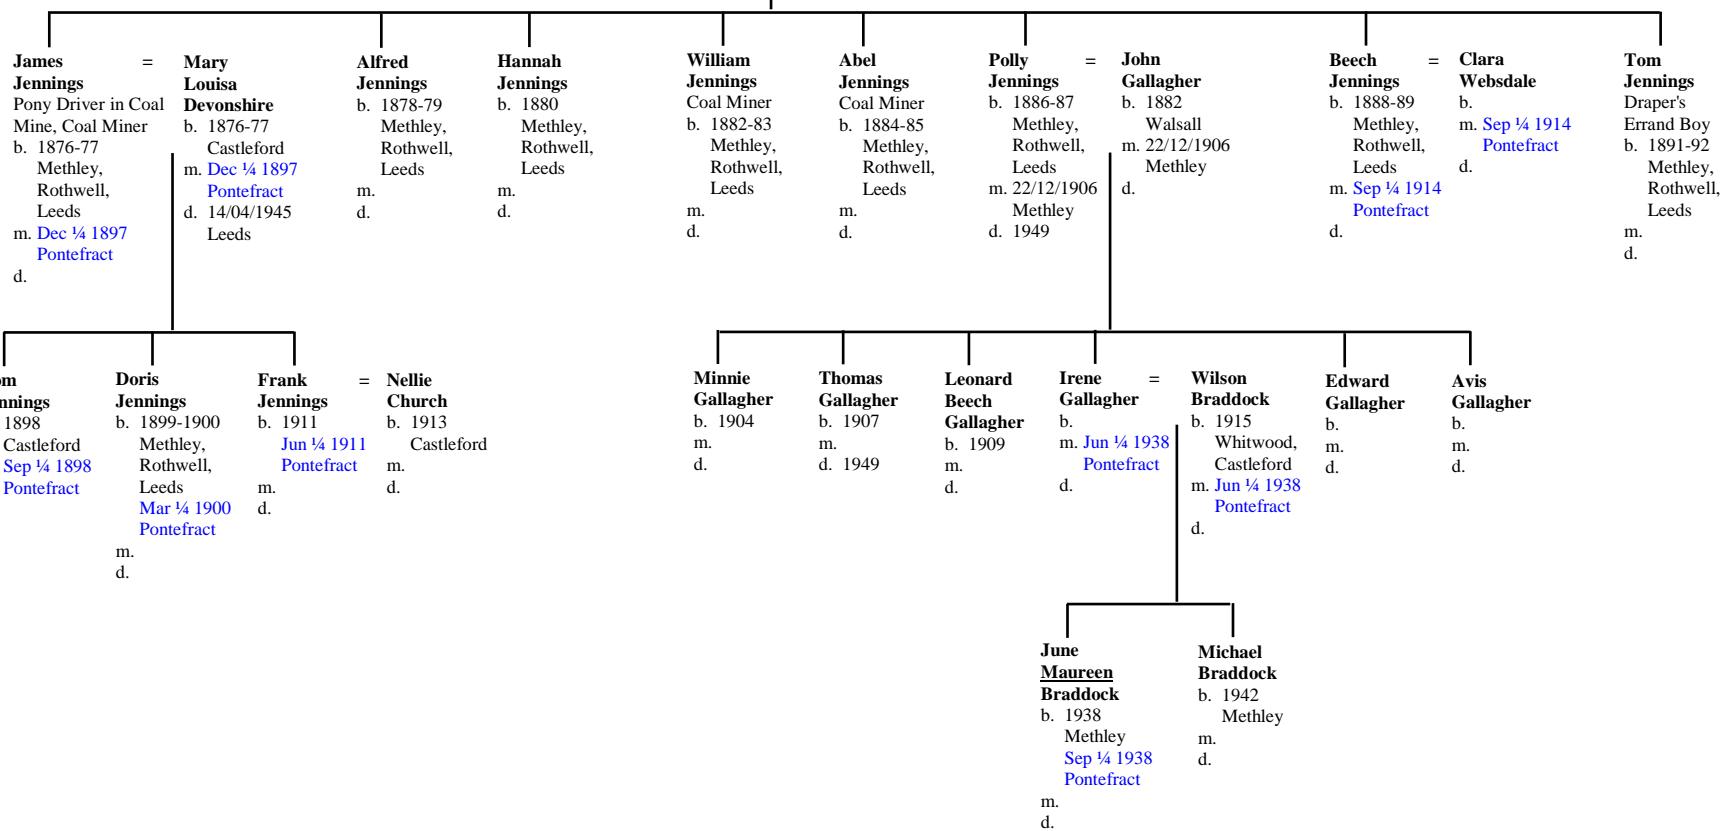 James =
Jennings
Pony Driver in Coal
Mine, Coal Miner
b. 1876-77
Methley,
Rothwell,
Leeds
m. Dec ¼ 1897
Pontefract
d.
Mary
Louisa
Devonshire
b. 1876-77
Castleford
m. Dec ¼ 1897
Pontefract
d. 14/04/1945
Leeds
Alfred
Jennings
b. 1878-79
Methley,
Rothwell,
Leeds
m.
d.
Hannah
Jennings
b. 1880
Methley,
Rothwell,
Leeds
m.
d.
William
Jennings
Coal Miner
b. 1882-83
Methley,
Rothwell,
Leeds
m.
d.
Abel
Jennings
Coal Miner
b. 1884-85
Methley,
Rothwell,
Leeds
m.
d.
Polly =
Jennings
b. 1886-87
Methley,
Rothwell,
Leeds
m. 22/12/1906
Methley
d. 1949
John
Gallagher
b. 1882
Walsall
m. 22/12/1906
Methley
d.
Beech =
Jennings
b. 1888-89
Methley,
Rothwell,
Leeds
m. Sep ¼ 1914
Pontefract
d.
Clara
Websdale
b.
m. Sep ¼ 1914
Pontefract
d.
Tom
Jennings
Draper's
Errand Boy
b. 1891-92
Methley,
Rothwell,
Leeds
m.
d.
om
nnings
1898
Castleford
Sep ¼ 1898
Pontefract
Doris
Jennings
b. 1899-1900
Methley,
Rothwell,
Leeds
Mar ¼ 1900
Pontefract
m.
d.
Frank =
Jennings
b. 1911
Jun ¼ 1911
Pontefract
m.
d.
Nellie
Church
b. 1913
Castleford
m.
d.
Minnie
Gallagher
b. 1904
m.
d.
Thomas
Gallagher
b. 1907
m.
d. 1949
Leonard
Beech
Gallagher
b. 1909
m.
d.
Irene =
Gallagher
b.
m. Jun ¼ 1938
Pontefract
d.
Wilson
Braddock
b. 1915
Whitwood,
Castleford
m. Jun ¼ 1938
Pontefract
d.
Edward
Gallagher
b.
m.
d.
Avis
Gallagher
b.
m.
d.
June
Maureen
Braddock
b. 1938
Methley
Sep ¼ 1938
Pontefract
m.
d.
Michael
Braddock
b. 1942
Methley
m.
d.